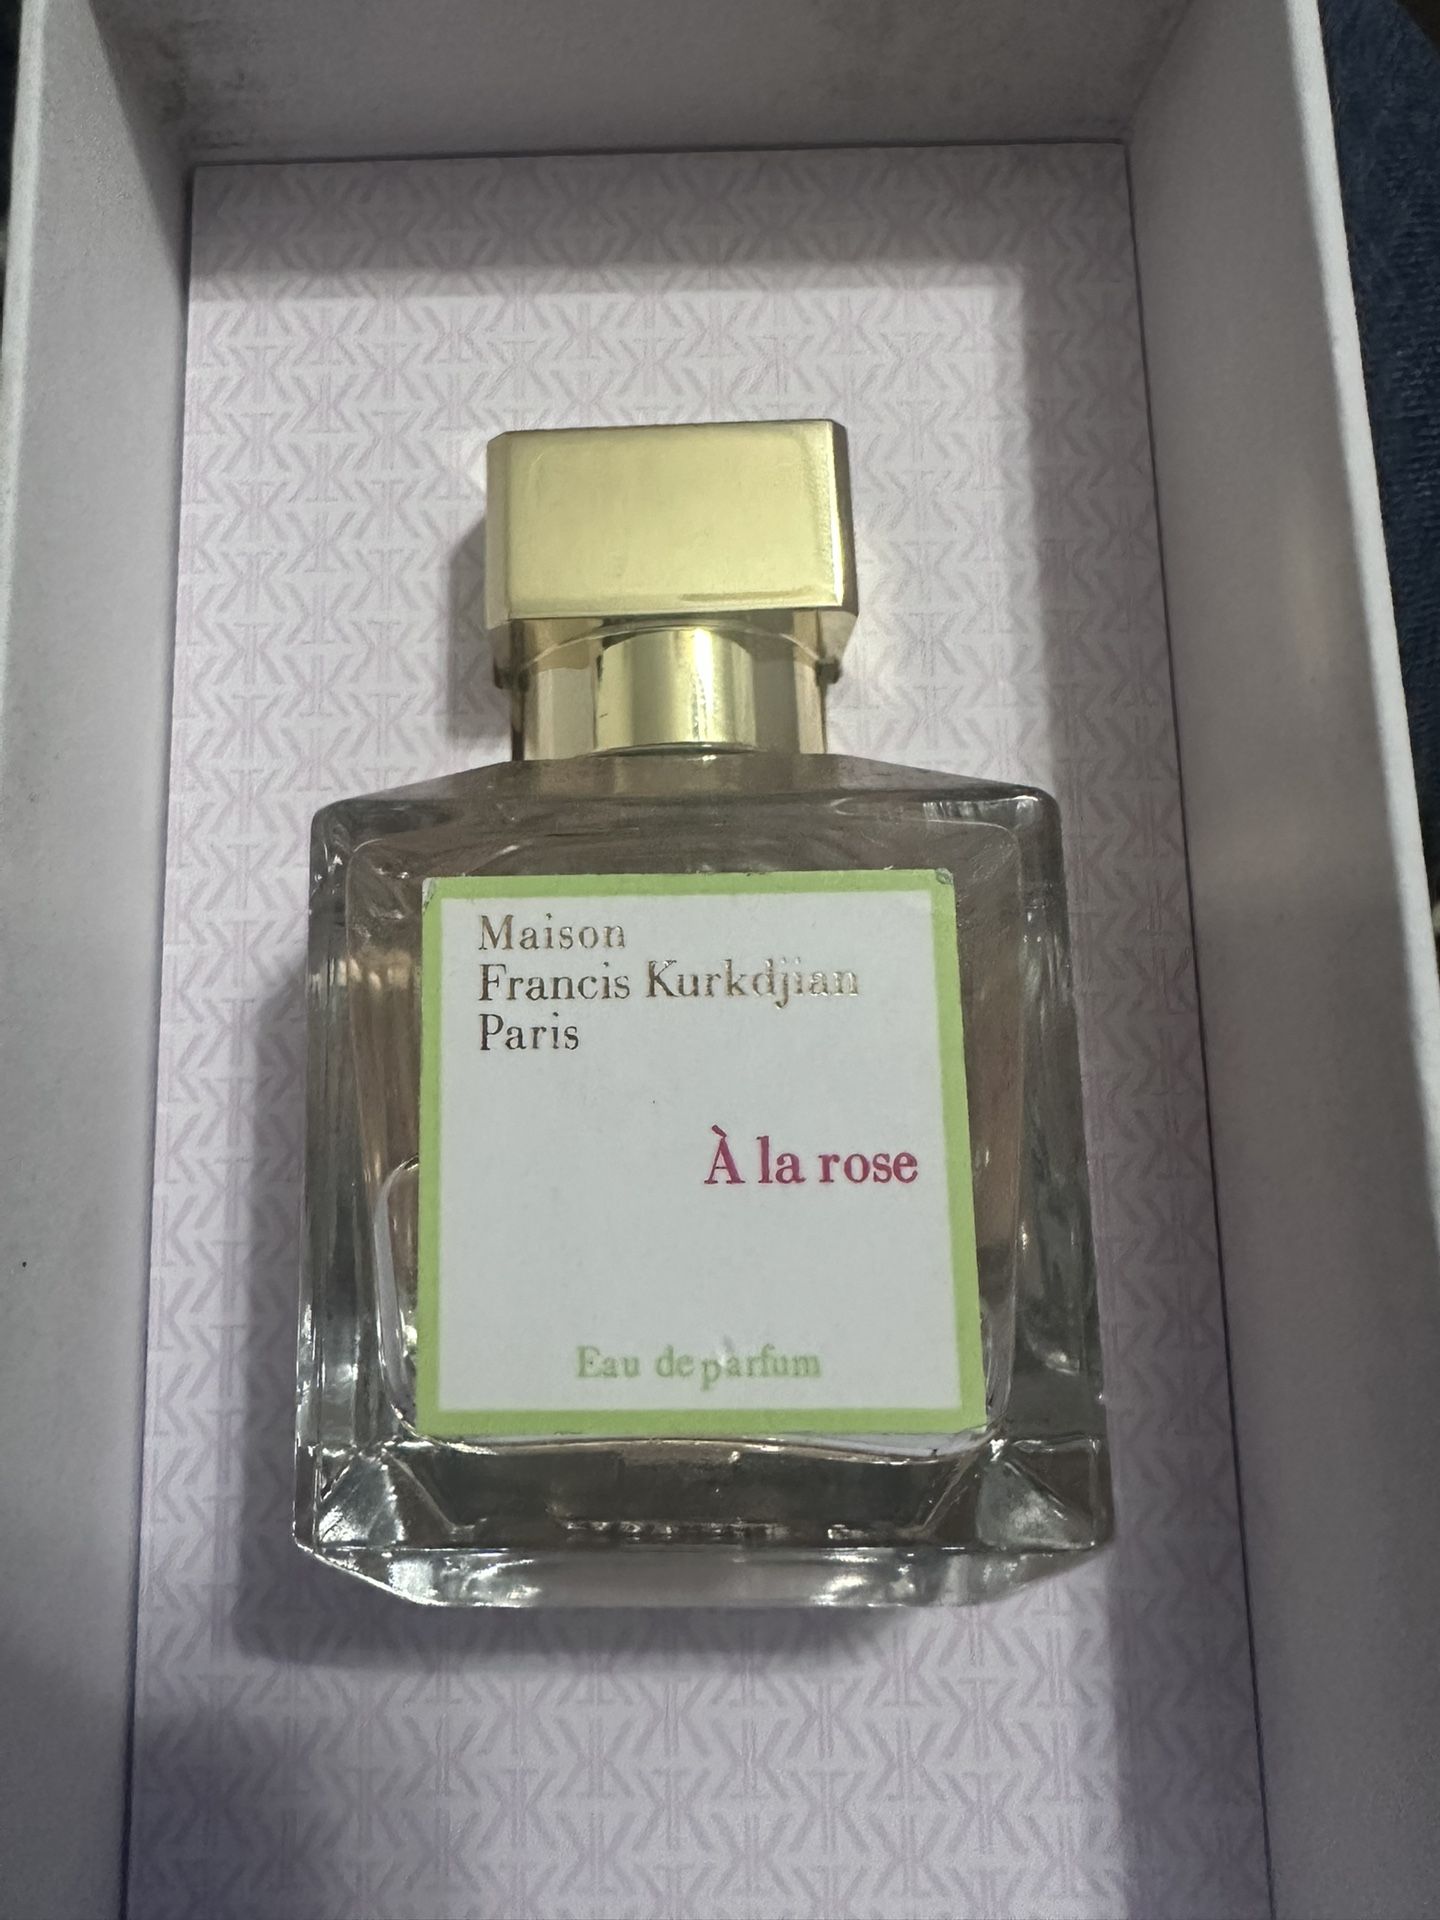 Maison
Francis Kurkdjian
Paris
À la rose
Eau de parfum